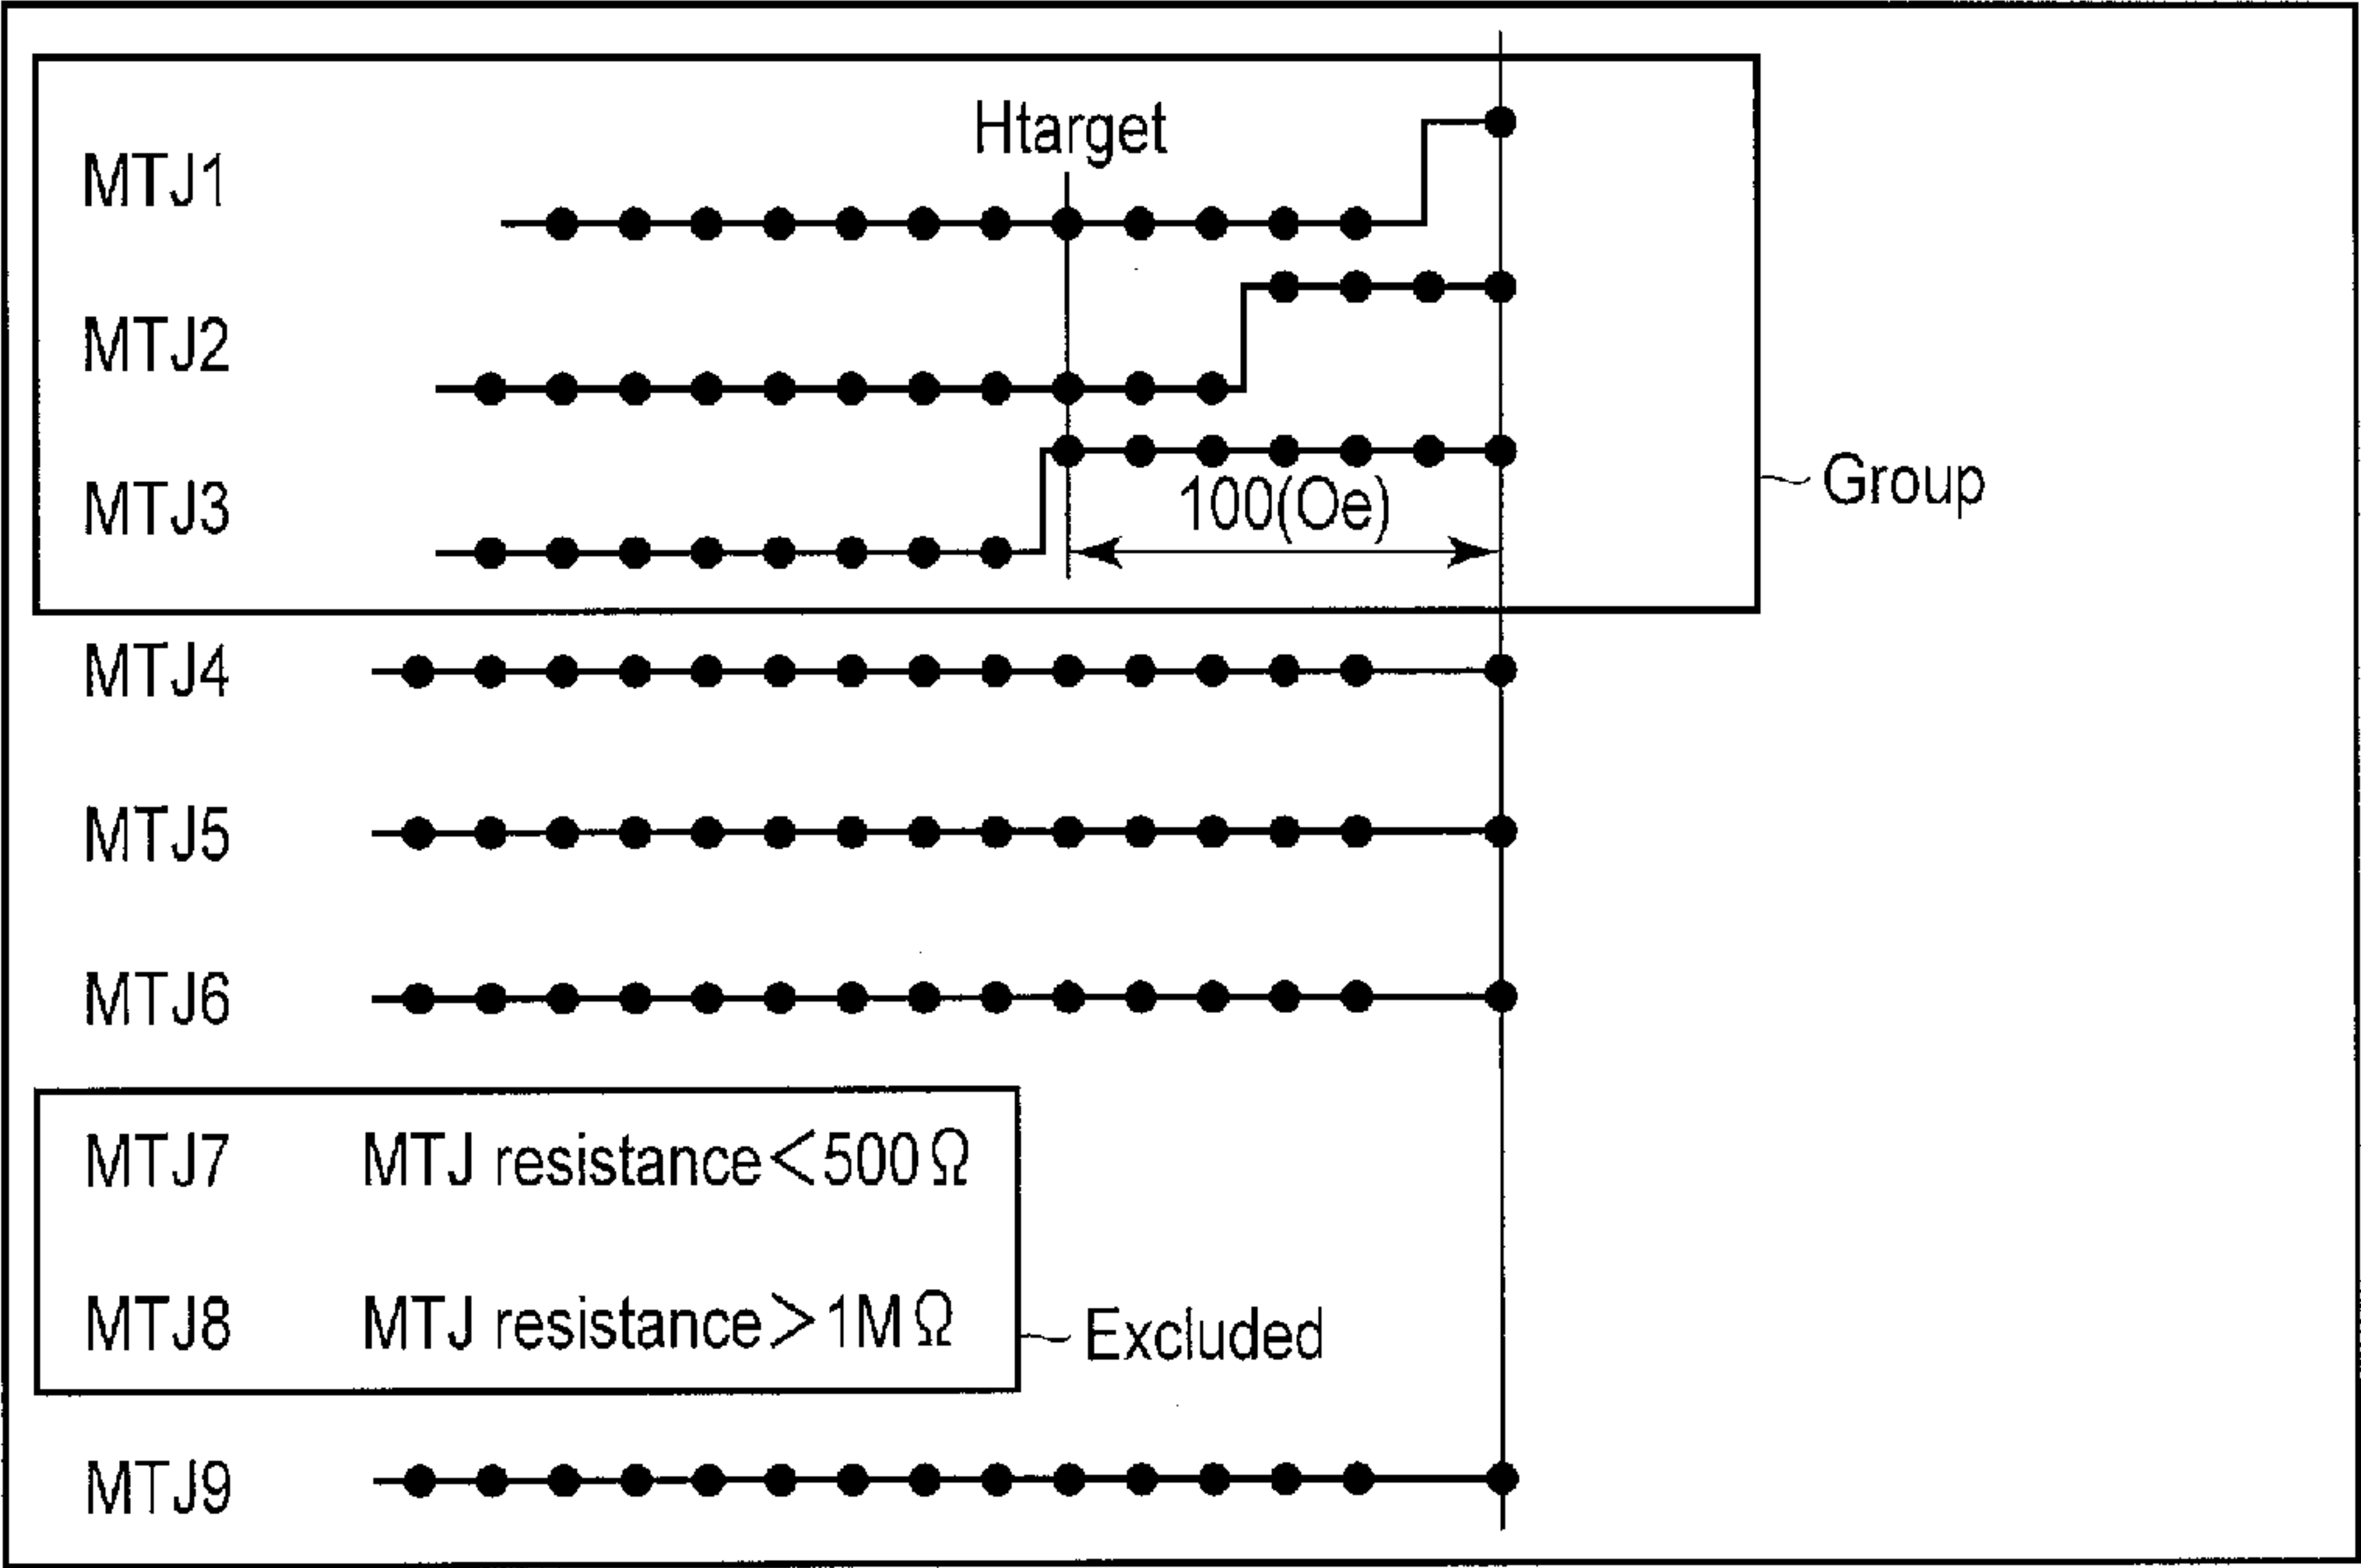 Htarget
MTJ1
MTJ2
MTJ3
100(Oe)
Group
MTJ4
MTJ5
MTJ6
MTJ7 MTJ resistance<500Ω
MTJ8 MTJ resistance>1MΩ
Excluded
MTJ9